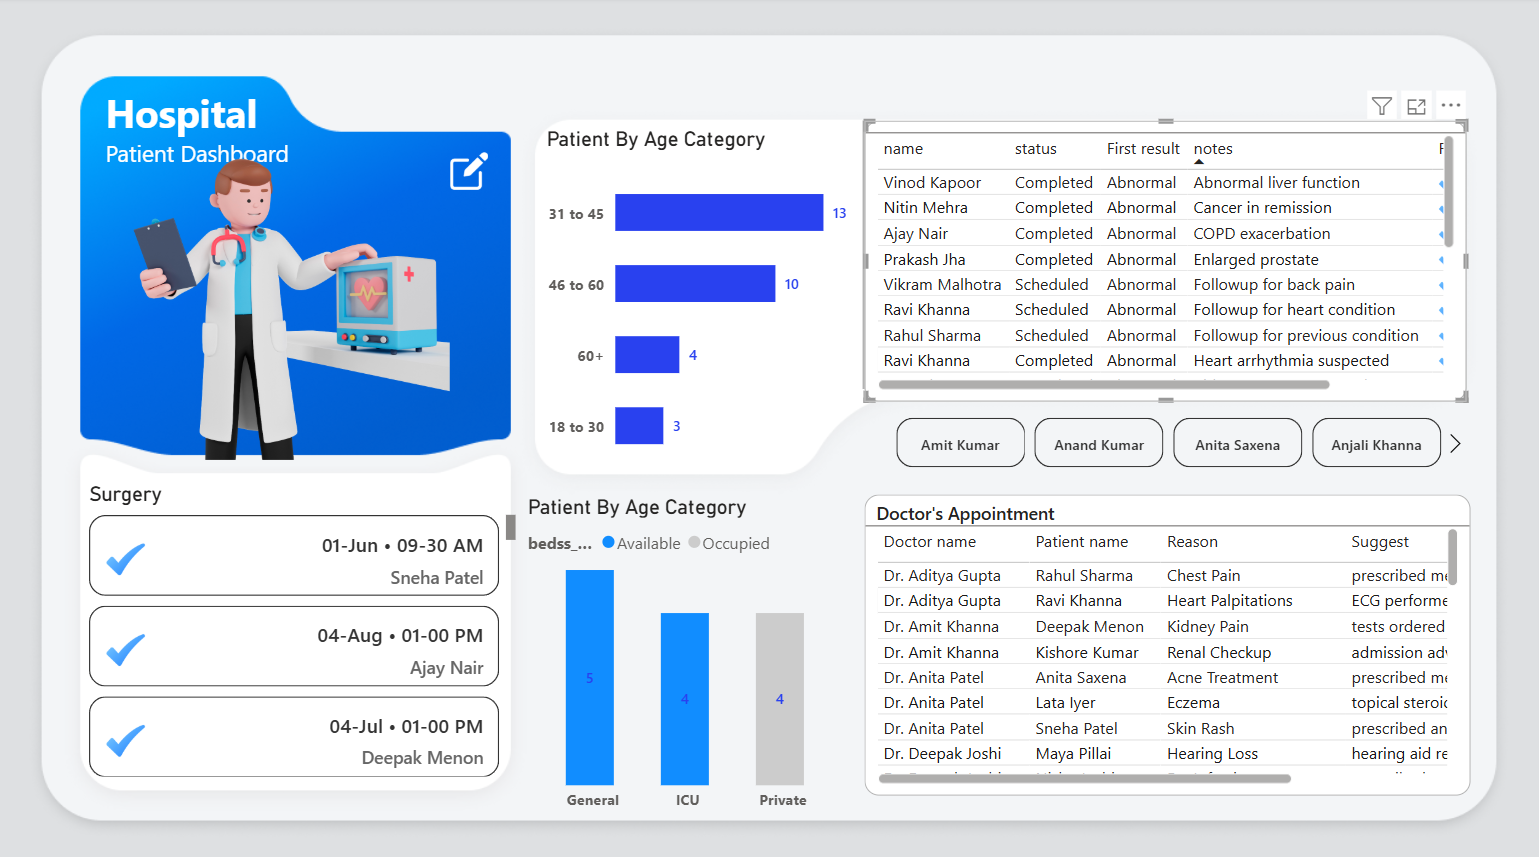 Hospital
Patient Dashboard
Surgery
01-Jun • 09-30 AM
Sneha Patel
04-Aug • 01-00 PM
Ajay Nair
04-Jul • 01-00 PM
Deepak Menon
Patient By Age Category
31 to 45 13
46 to 60 10
60+ 4
18 to 30 3
Patient By Age Category
bedss_... Available Occupied
5 4 4
General ICU Private
name status First result notes
Vinod Kapoor Completed Abnormal Abnormal liver function
Nitin Mehra Completed Abnormal Cancer in remission
Ajay Nair Completed Abnormal COPD exacerbation
Prakash Jha Completed Abnormal Enlarged prostate
Vikram Malhotra Scheduled Abnormal Followup for back pain
Ravi Khanna Scheduled Abnormal Followup for heart condition
Rahul Sharma Scheduled Abnormal Followup for previous condition
Ravi Khanna Completed Abnormal Heart arrhythmia suspected
Amit Kumar Anand Kumar Anita Saxena Anjali Khanna
Doctor's Appointment
Doctor name Patient name Reason Suggest
Dr. Aditya Gupta Rahul Sharma Chest Pain prescribed
Dr. Aditya Gupta Ravi Khanna Heart Palpitations ECG performe
Dr. Amit Khanna Deepak Menon Kidney Pain tests ordered
Dr. Amit Khanna Kishore Kumar Renal Checkup admission
Dr. Anita Patel Anita Saxena Acne Treatment prescribed
Dr. Anita Patel Lata Iyer Eczema topical
Dr. Anita Patel Sneha Patel Skin Rash prescribed an
Dr. Deepak Joshi Maya Pillai Hearing Loss hearing aid re